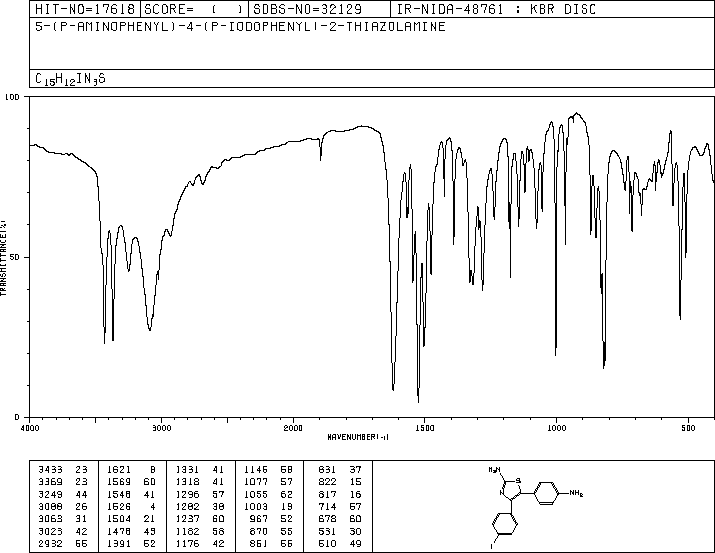 HIT-NO=17618 SCORE= ( ) SDBS-NO=32129 IR-NIDA-48761 : KBR DISC
5-(P-AMINOPHENYL)-4-(P-IODOPHENYL)-2-THIAZOLAMINE
C15H12IN3S
100
50
0
TRANSMITTANCE(%)
4000 3000 2000 1500 1000 500
WAVENUMBER(-1)
3433 23 1621 8 1331 41 1146 58 831 37
3369 23 1569 60 1318 41 1077 57 822 15
3249 44 1548 41 1296 57 1055 62 817 16
3088 26 1526 4 1282 38 1003 19 714 57
3063 31 1504 21 1237 60 967 52 678 60
3023 42 1478 49 1182 58 870 55 531 30
2932 55 1391 52 1176 42 851 55 510 49
H2N
S
N
NH2
I